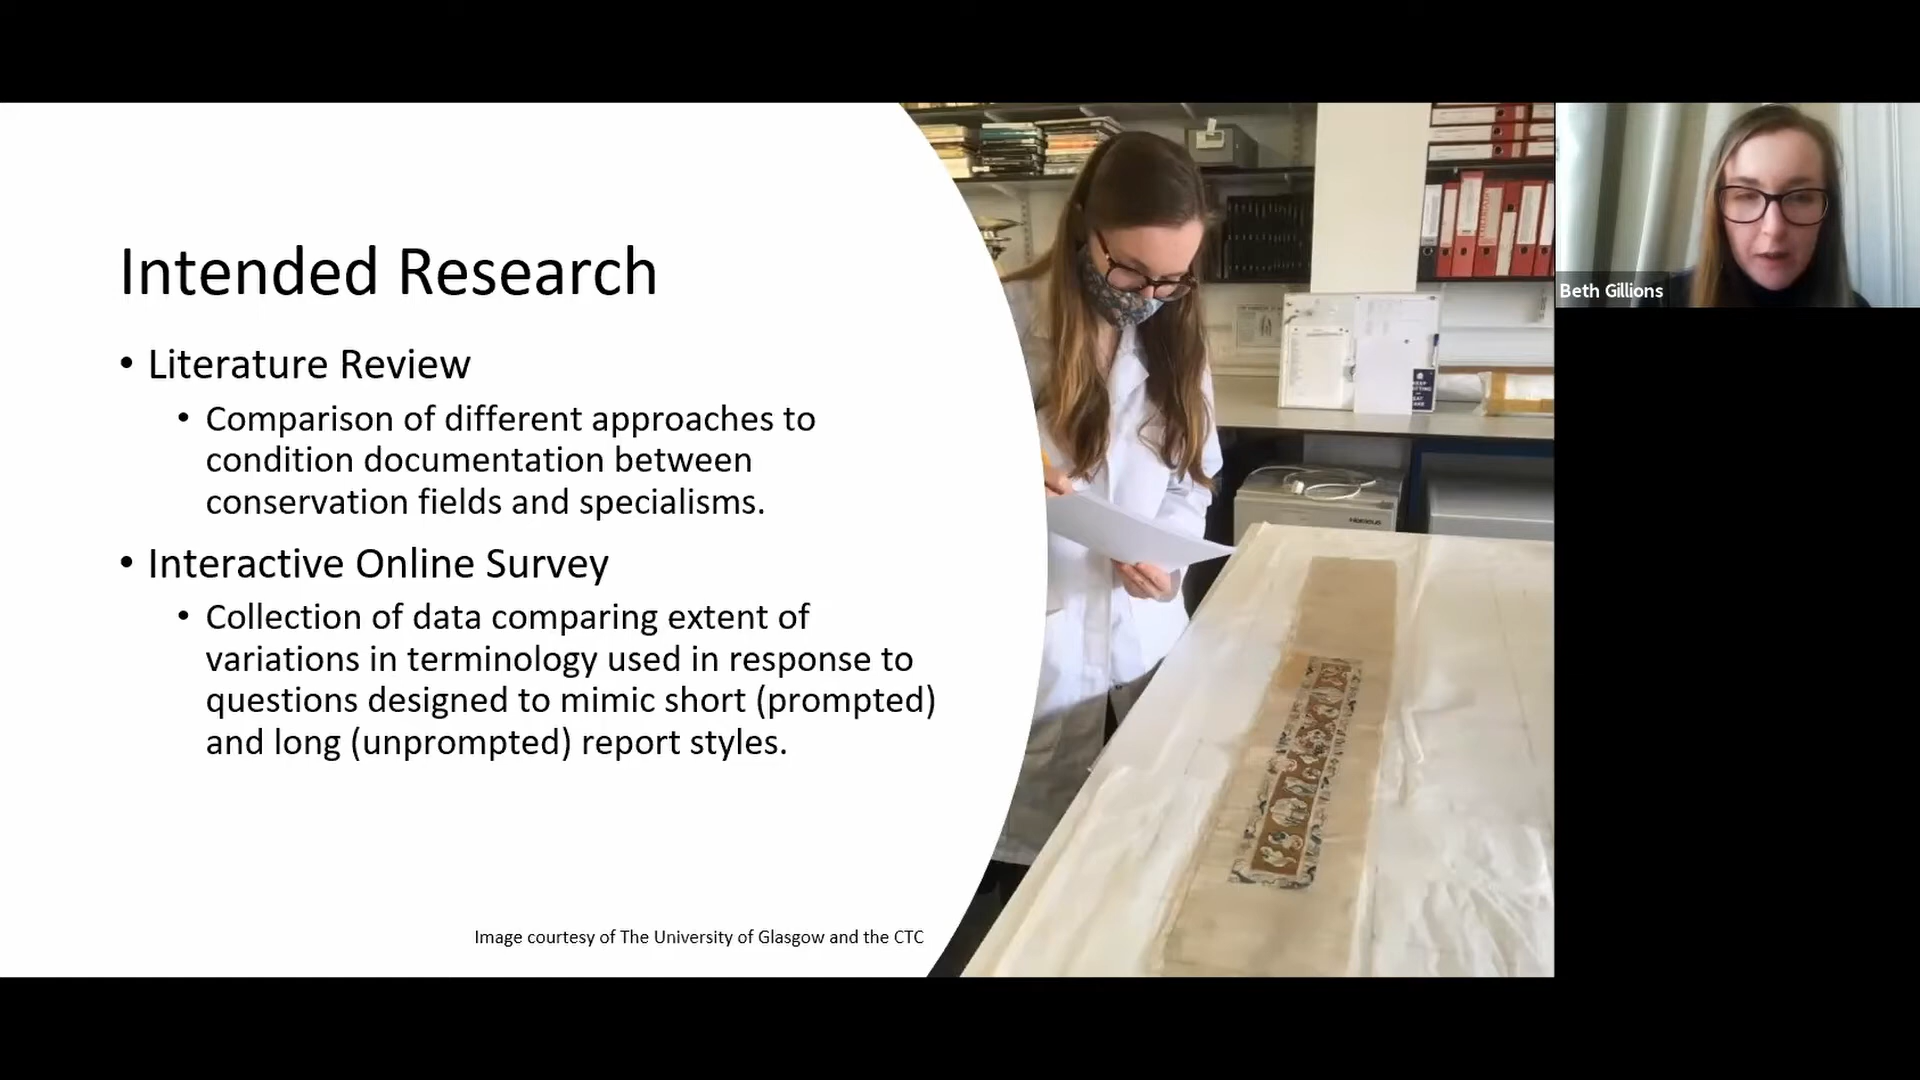 Intended Research
• Literature Review
• Comparison of different approaches to
condition documentation between
conservation fields and specialisms.
• Interactive Online Survey
• Collection of data comparing extent of
variations in terminology used in response to
questions designed to mimic short (prompted)
and long (unprompted) report styles.
Image courtesy of The University of Glasgow and the CTC
Beth Gillions
Heraeus